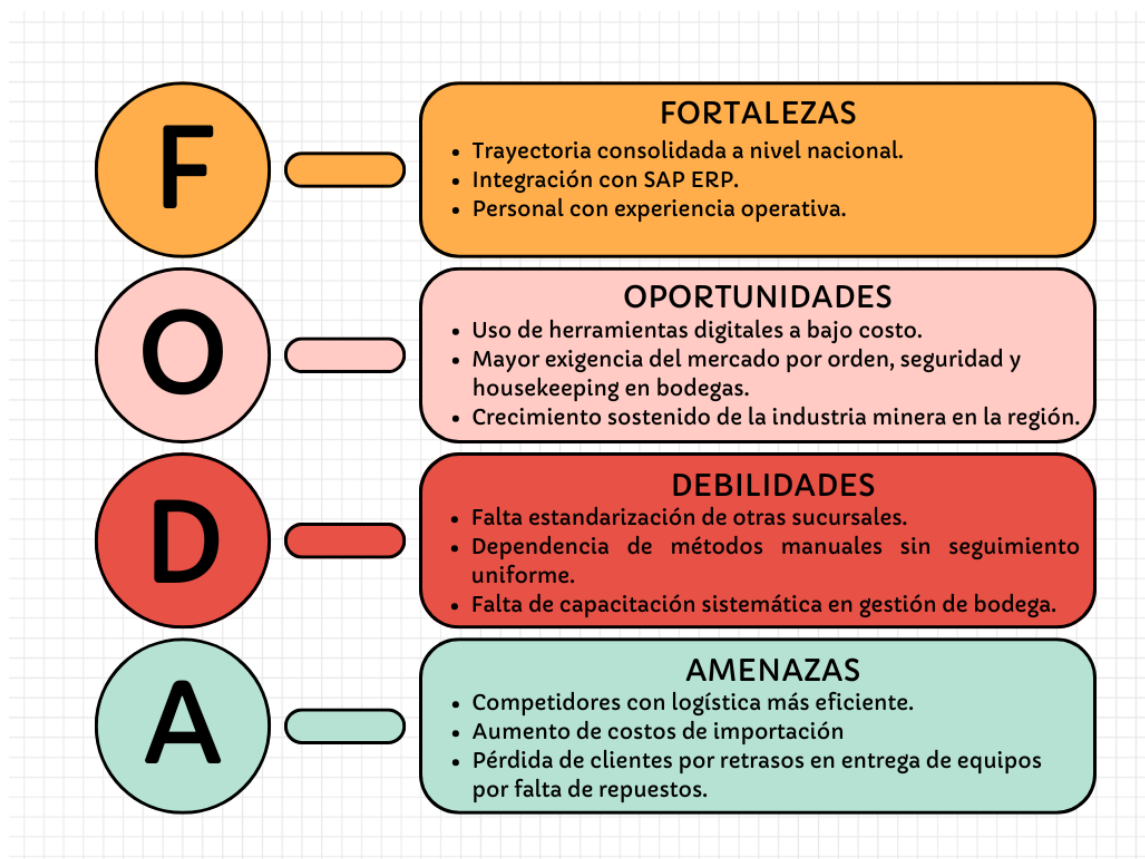 F
FORTALEZAS
• Trayectoria consolidada a nivel nacional.
• Integración con SAP ERP.
• Personal con experiencia operativa.
O
OPORTUNIDADES
• Uso de herramientas digitales a bajo costo.
• Mayor exigencia del mercado por orden, seguridad y
housekeeping en bodegas.
• Crecimiento sostenido de la industria minera en la región.
D
DEBILIDADES
• Falta estandarización de otras sucursales.
• Dependencia de métodos manuales sin seguimiento
uniforme.
• Falta de capacitación sistemática en gestión de bodega.
A
AMENAZAS
• Competidores con logística más eficiente.
• Aumento de costos de importación
• Pérdida de clientes por retrasos en entrega de equipos
por falta de repuestos.